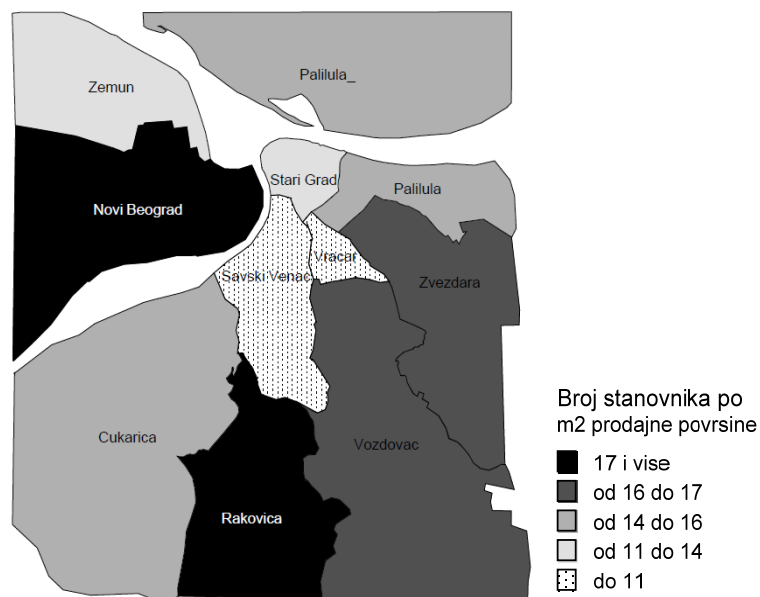 Palilula_
Zemun
Stari Grad
Palilula
Novi Beograd
Vracar
Savski Venac
Zvezdara
Cukarica
Vozdovac
Rakovica
Broj stanovnika po
m2 prodajne povrsine
17 i vise
od 16 do 17
od 14 do 16
od 11 do 14
do 11